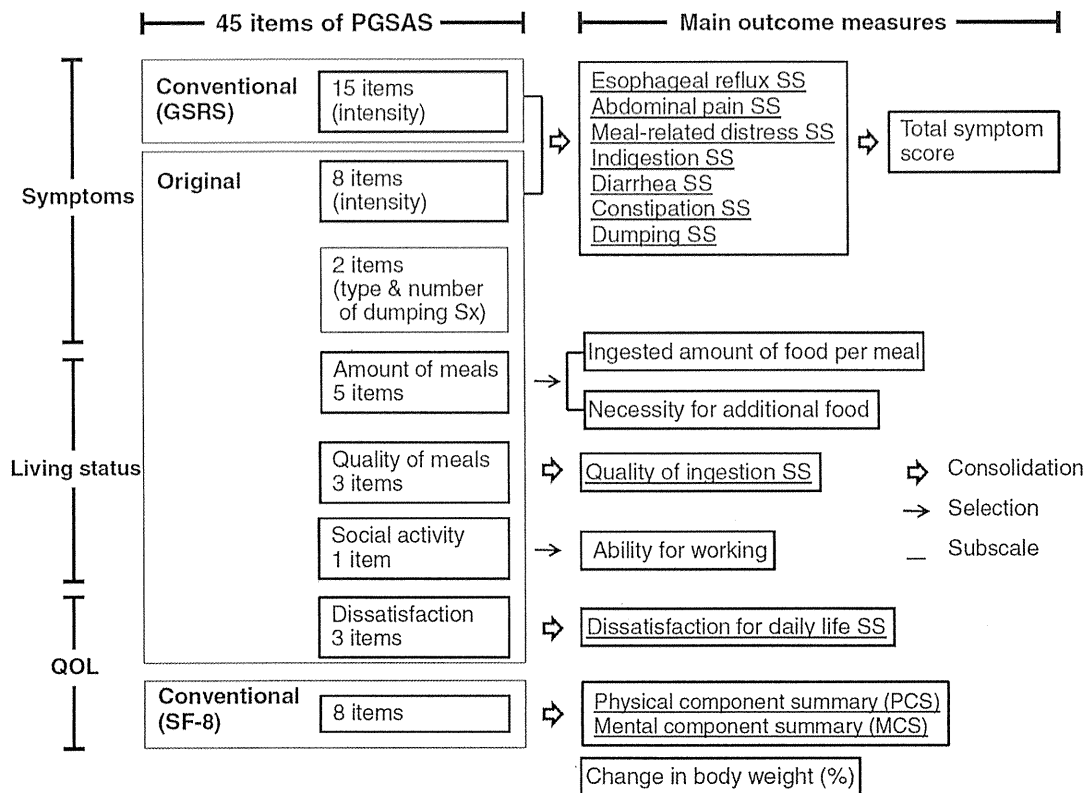 45 items of PGSAS
Main outcome measures
Symptoms
Conventional
(GSRS)
15 items
(intensity)
Original
8 items
(intensity)
2 items
(type & number
of dumping Sx)
Esophageal reflux SS
Abdominal pain SS
Meal-related distress SS
Indigestion SS
Diarrhea SS
Constipation SS
Dumping SS
Total symptom
score
Living status
Amount of meals
5 items
Ingested amount of food per meal
Necessity for additional food
Quality of meals
3 items
Quality of ingestion SS
Social activity
1 item
Ability for working
Consolidation
Selection
Subscale
QOL
Dissatisfaction
3 items
Dissatisfaction for daily life SS
Conventional
(SF-8)
8 items
Physical component summary (PCS)
Mental component summary (MCS)
Change in body weight (%)